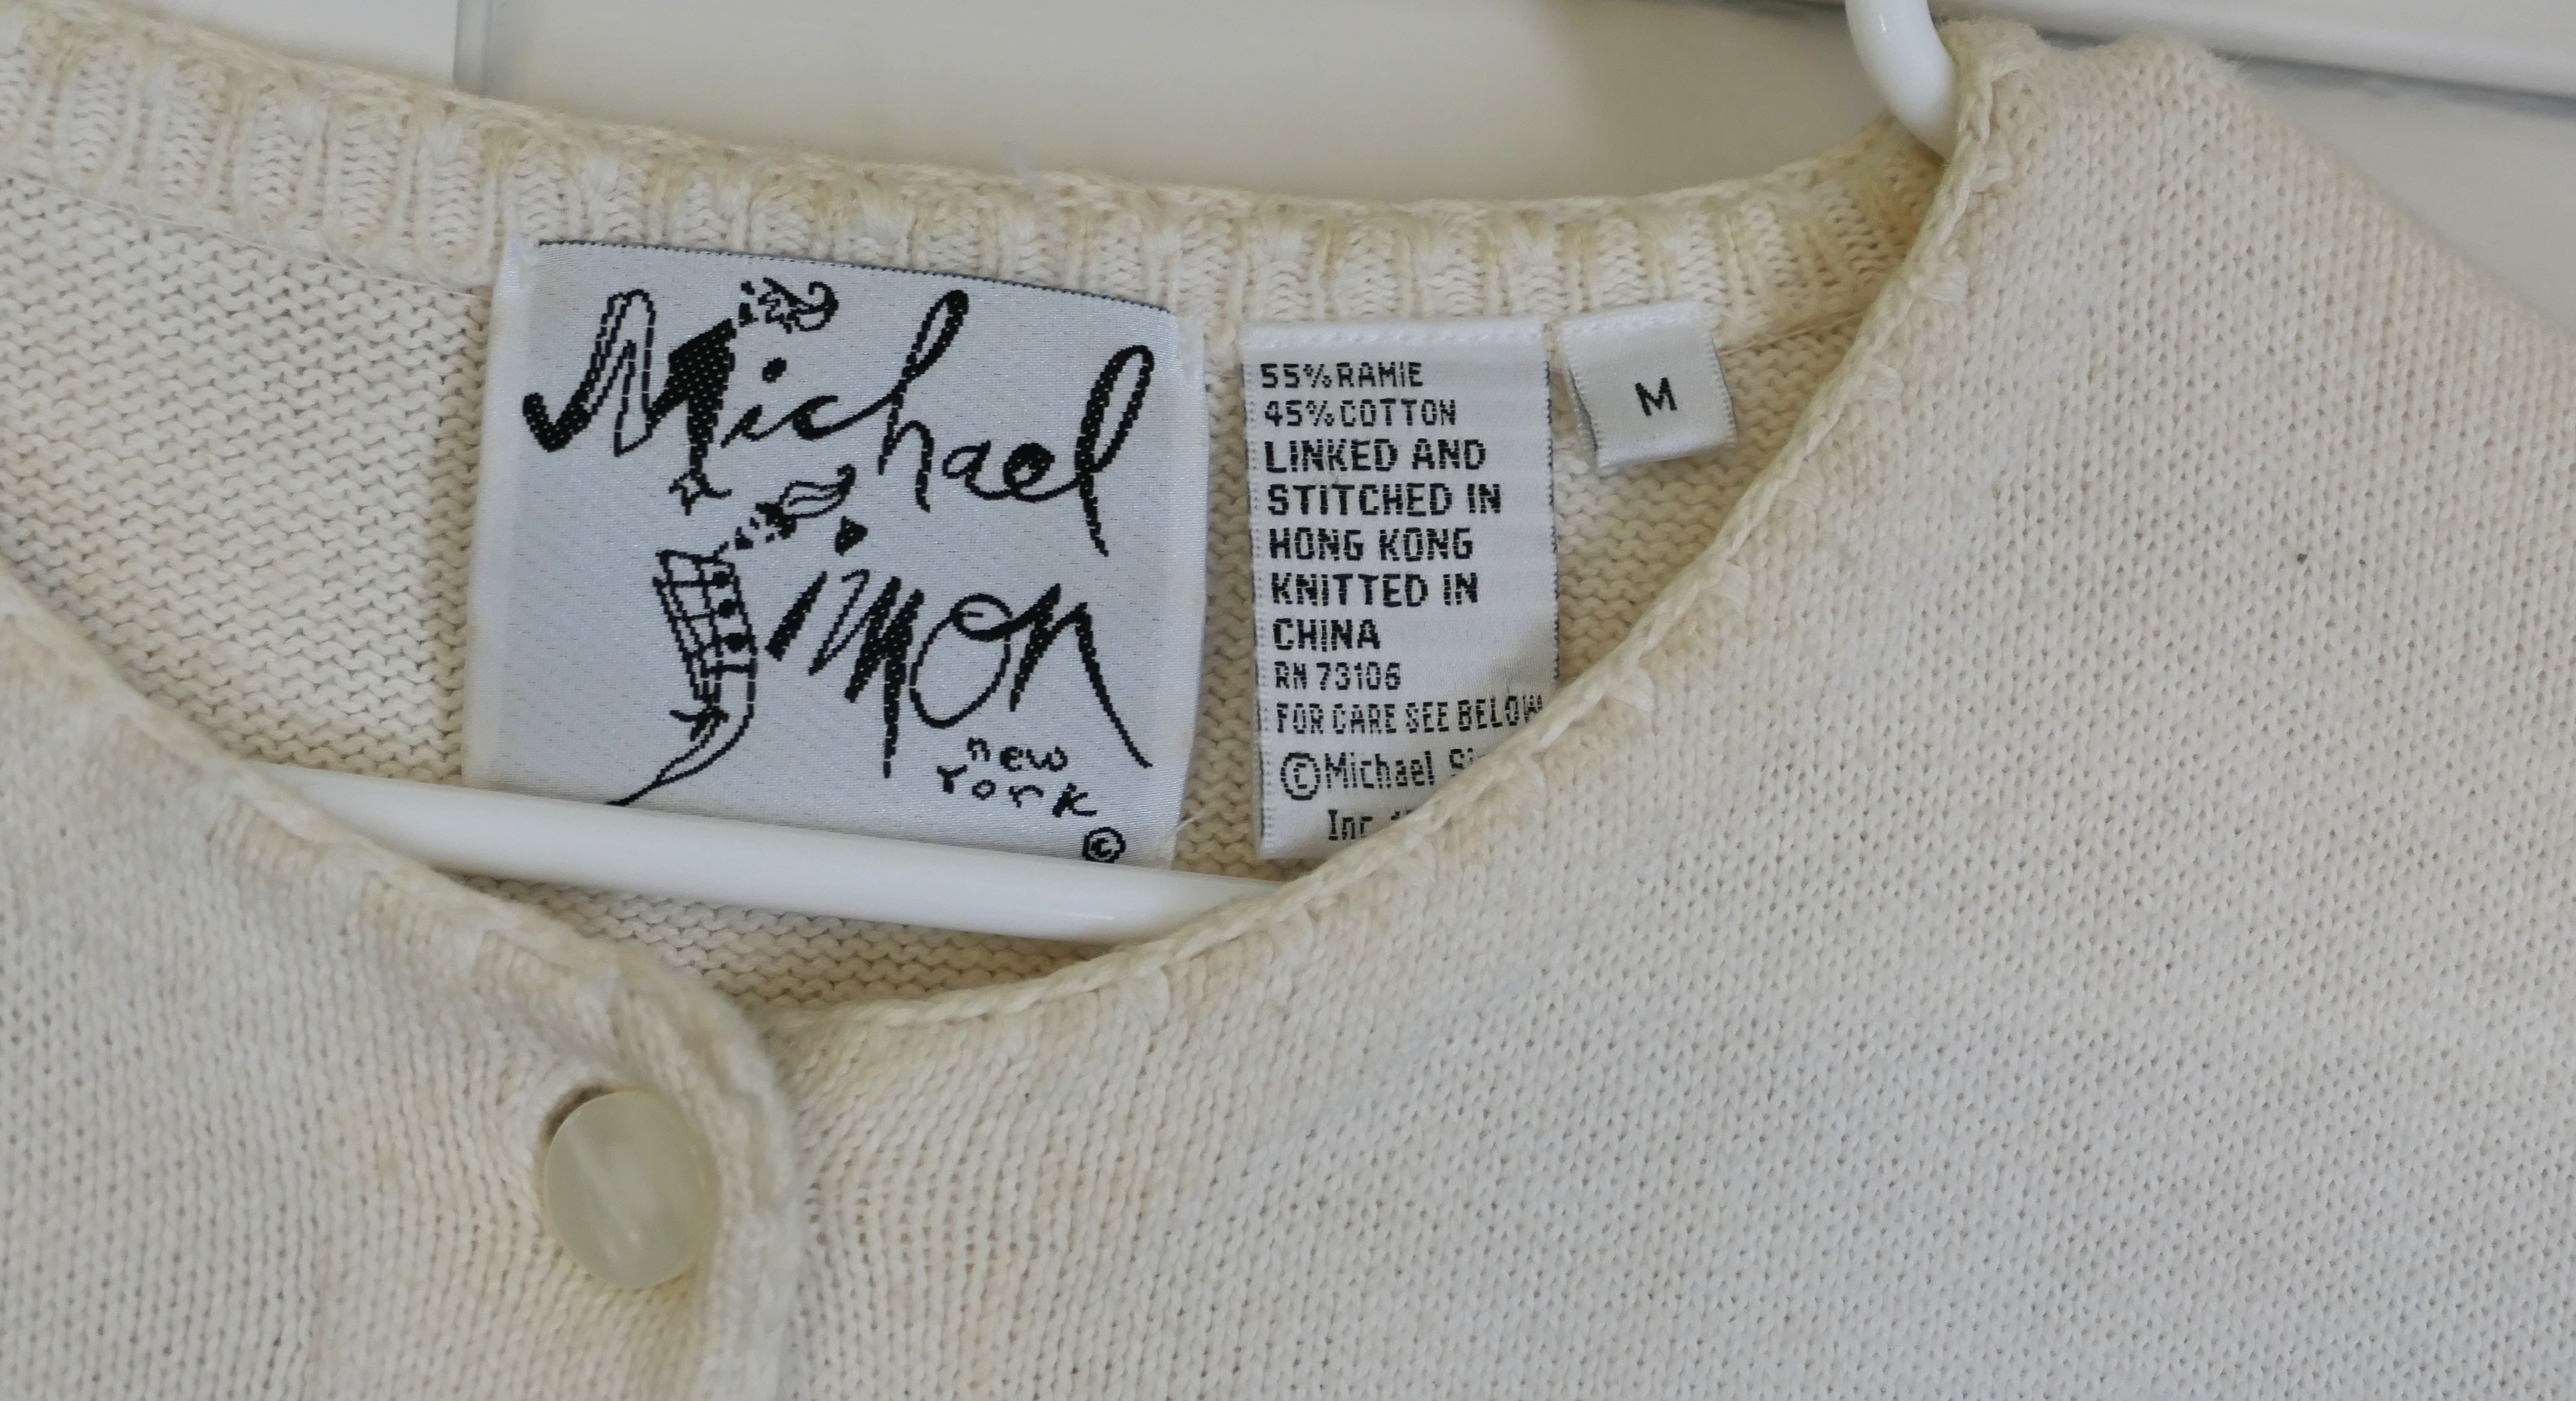 Michael
Simon
new
York
©
55% RAMIE
45% COTTON
LINKED AND
STITCHED IN
HONG KONG
KNITTED IN
CHINA
RN 73106
FOR CARE SEE BELOW
© Michael
Inc
M